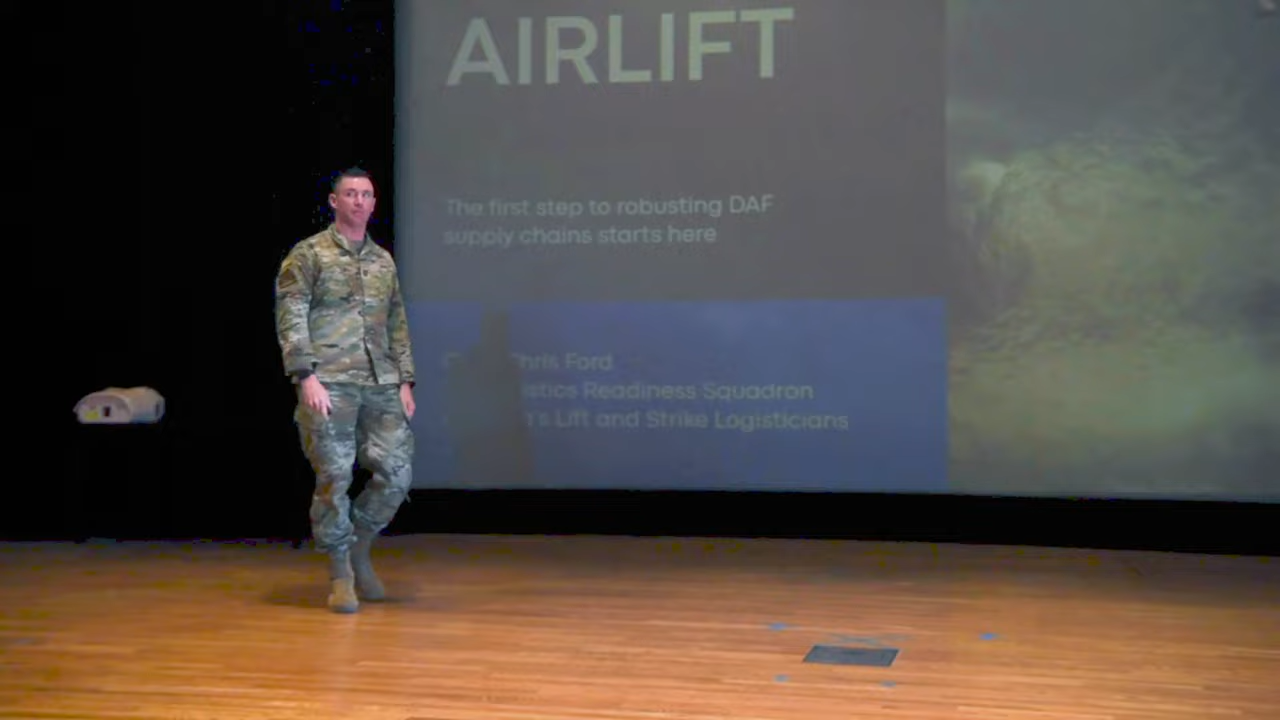 AIRLIFT
The first step to robusting DAF
supply chains starts here
Chris Ford
Readiness Squadron
Lift and Strike Logisticians